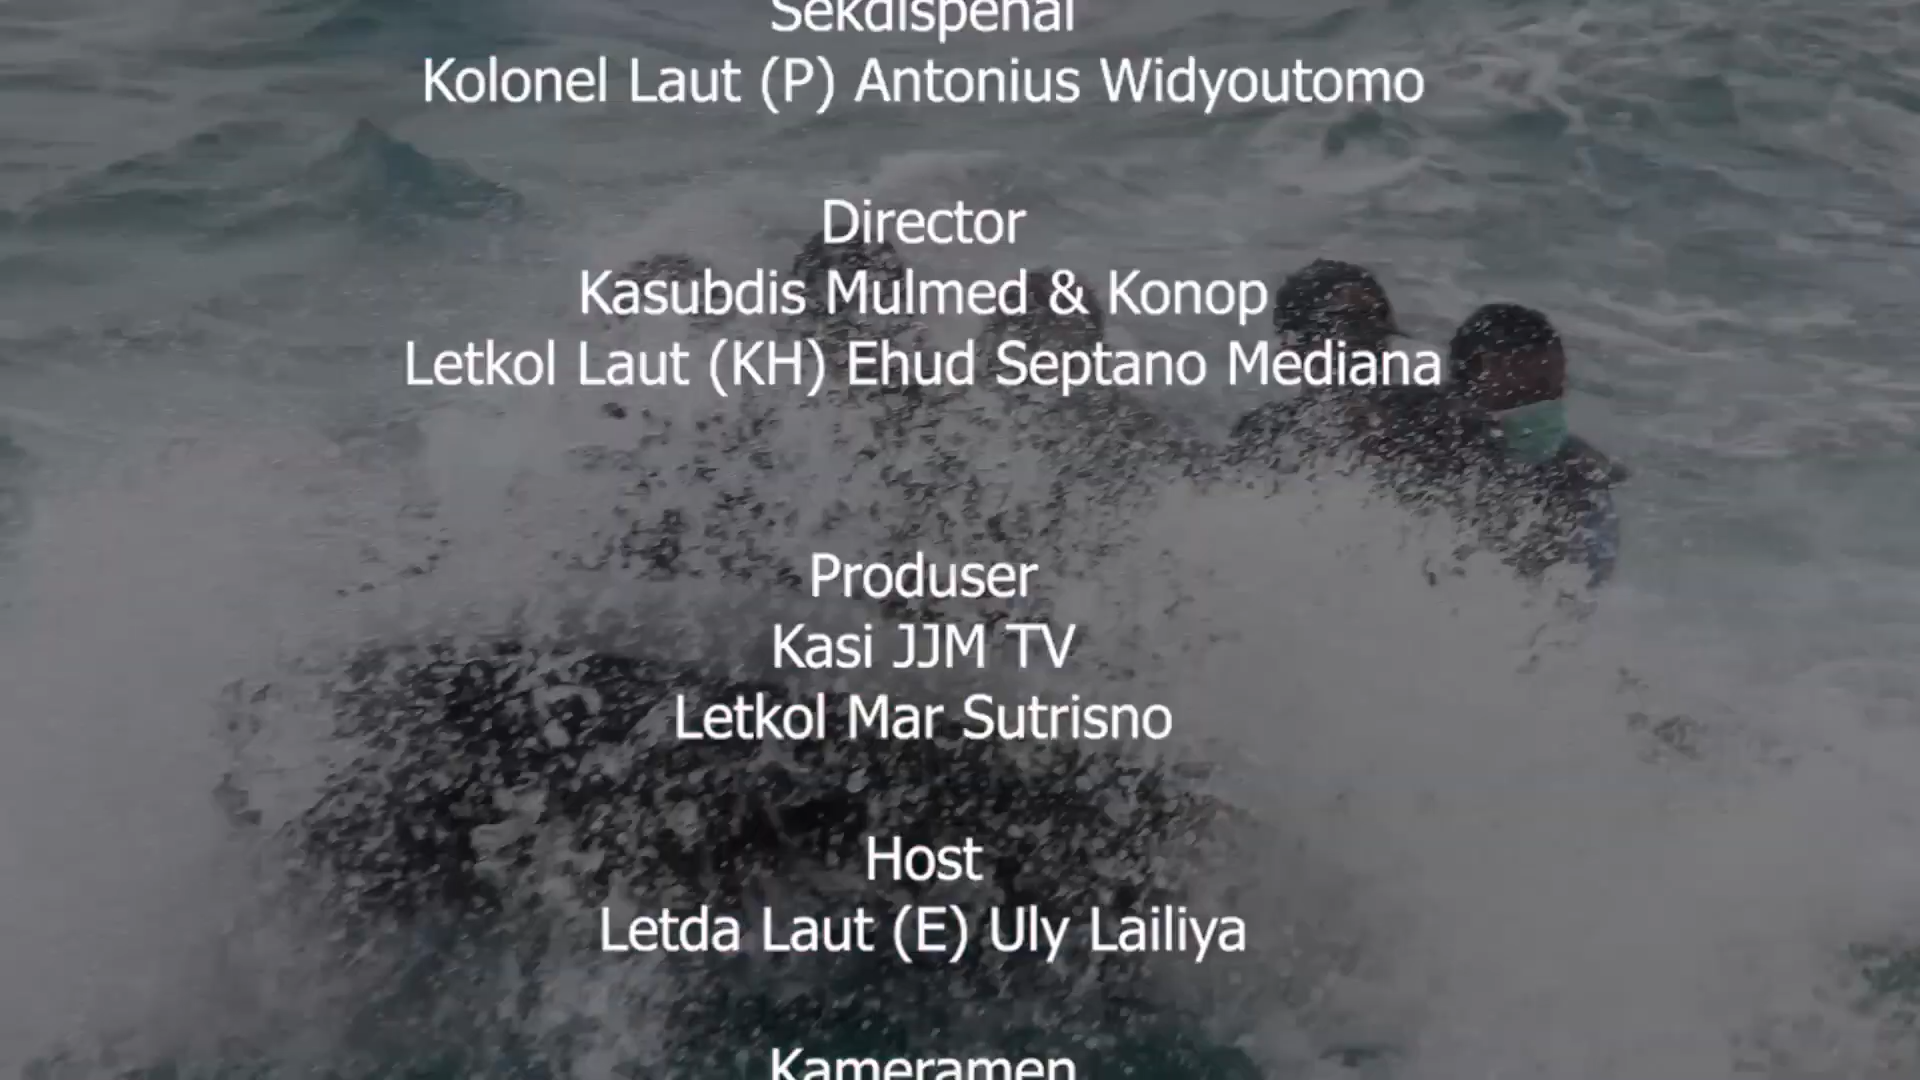 Sekdispenal
Kolonel Laut (P) Antonius Widyoutomo
Director
Kasubdis Mulmed & Konop
Letkol Laut (KH) Ehud Septano Mediana
Produser
Kasi JJM TV
Letkol Mar Sutrisno
Host
Letda Laut (E) Uly Lailiya
Kameramen